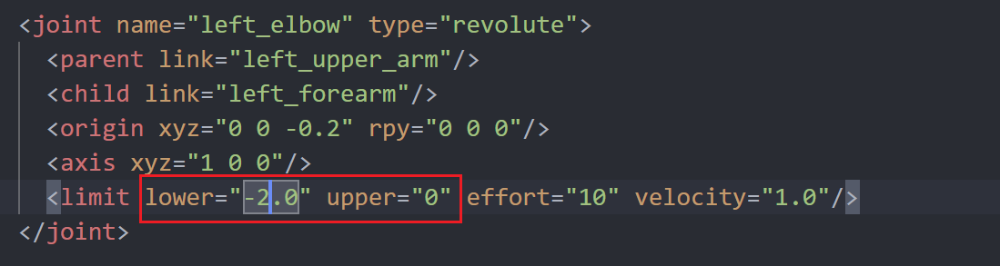 <joint name="left_elbow" type="revolute">
<parent link="left_upper_arm"/>
<child link="left_forearm"/>
<origin xyz="0 0 -0.2" rpy="0 0 0"/>
<axis xyz="1 0 0"/>
<limit lower="-2.0" upper="0" effort="10" velocity="1.0"/>
</joint>